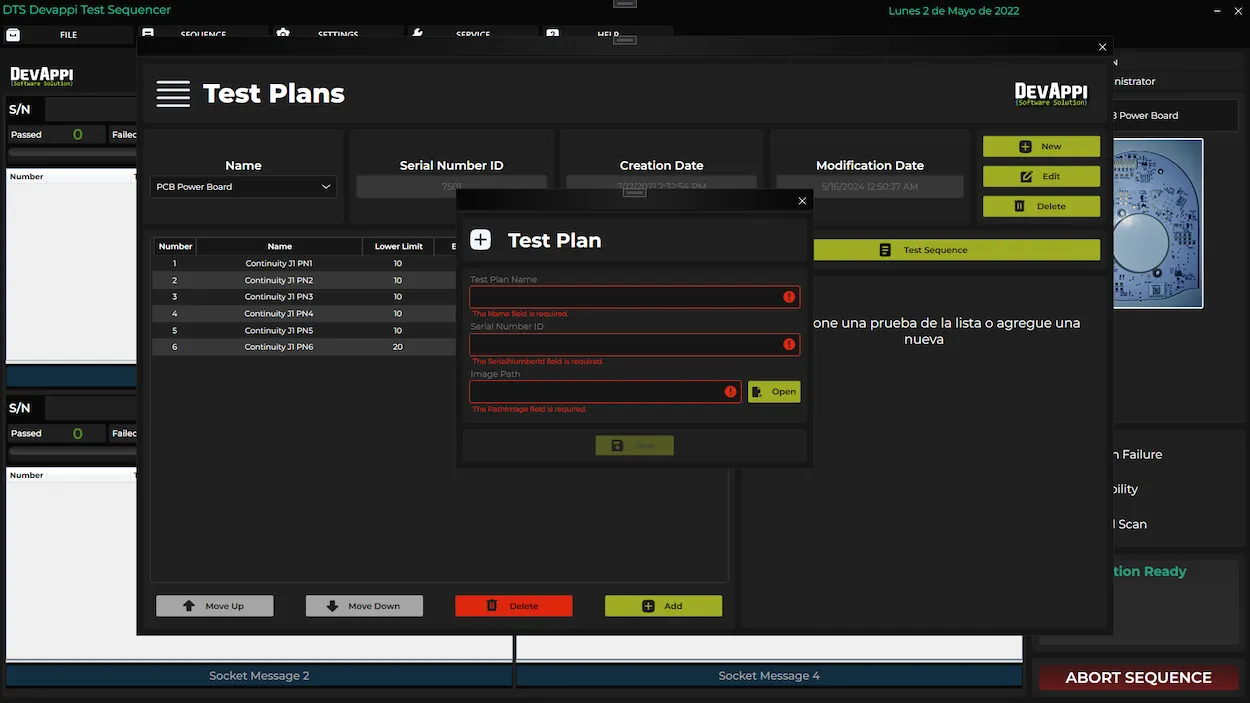 DTS Devappi Test Sequencer
Lunes 2 de Mayo de 2022
FILE
SEQUENCE
SETTINGS
SERVICE
HELP
DEVAPPI
{Software Solution}
S/N
Passed 0 Failed
Number
S/N
Passed 0 Failed
Number
Test Plans
DEVAPPI
{Software Solution}
Name
PCB Power Board
Serial Number ID
7501
Creation Date
7/17/2021 2:32:54 PM
Modification Date
5/16/2024 12:50:37 AM
New
Edit
Delete
Number Name Lower Limit
1 Continuity J1 PN1 10
2 Continuity J1 PN2 10
3 Continuity J1 PN3 10
4 Continuity J1 PN4 10
5 Continuity J1 PN5 10
6 Continuity J1 PN6 20
Test Sequence
one una prueba de la lista o agregue una
nueva
Test Plan
Test Plan Name
The Name field is required.
Serial Number ID
The SerialNumberId field is required.
Image Path
Open
The PathImage field is required.
Move Up
Move Down
Delete
Add
nistrator
B Power Board
n Failure
bility
l Scan
tion Ready
Socket Message 2
Socket Message 4
ABORT SEQUENCE